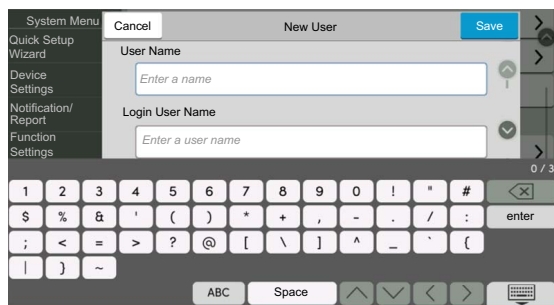 System Menu
Cancel
New User
Save
Quick Setup
Wizard
User Name
Device
Settings
Enter a name
Notification/
Report
Login User Name
Function
Settings
Enter a user name
0 / 3
1 2 3 4 5 6 7 8 9 0 ! " #
$ % & ' ( ) * + , - . / : enter
; < = > ? @ [ \ ] ^ _ ` {
| } ~
ABC Space